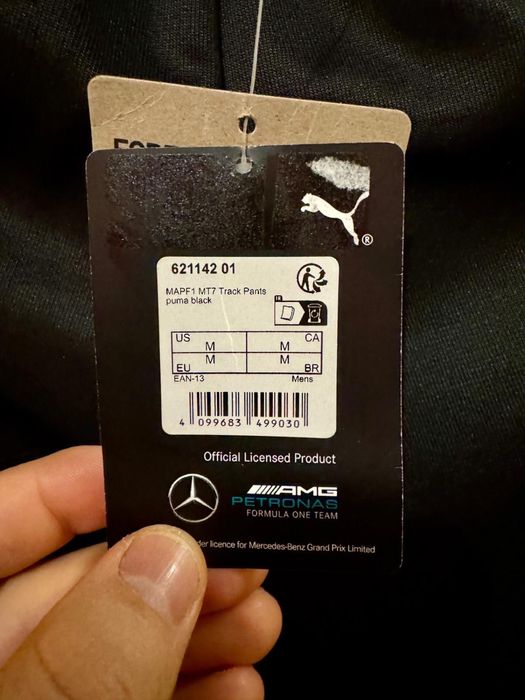 ®
621142 01
MAPF1 MT7 Track Pants
puma black
US M M CA
EU M M BR
EAN-13 Mens
4 099683 499030
Official Licensed Product
AMG
PETRONAS
FORMULA ONE TEAM
licence for Mercedes-Benz Grand Prix Limited